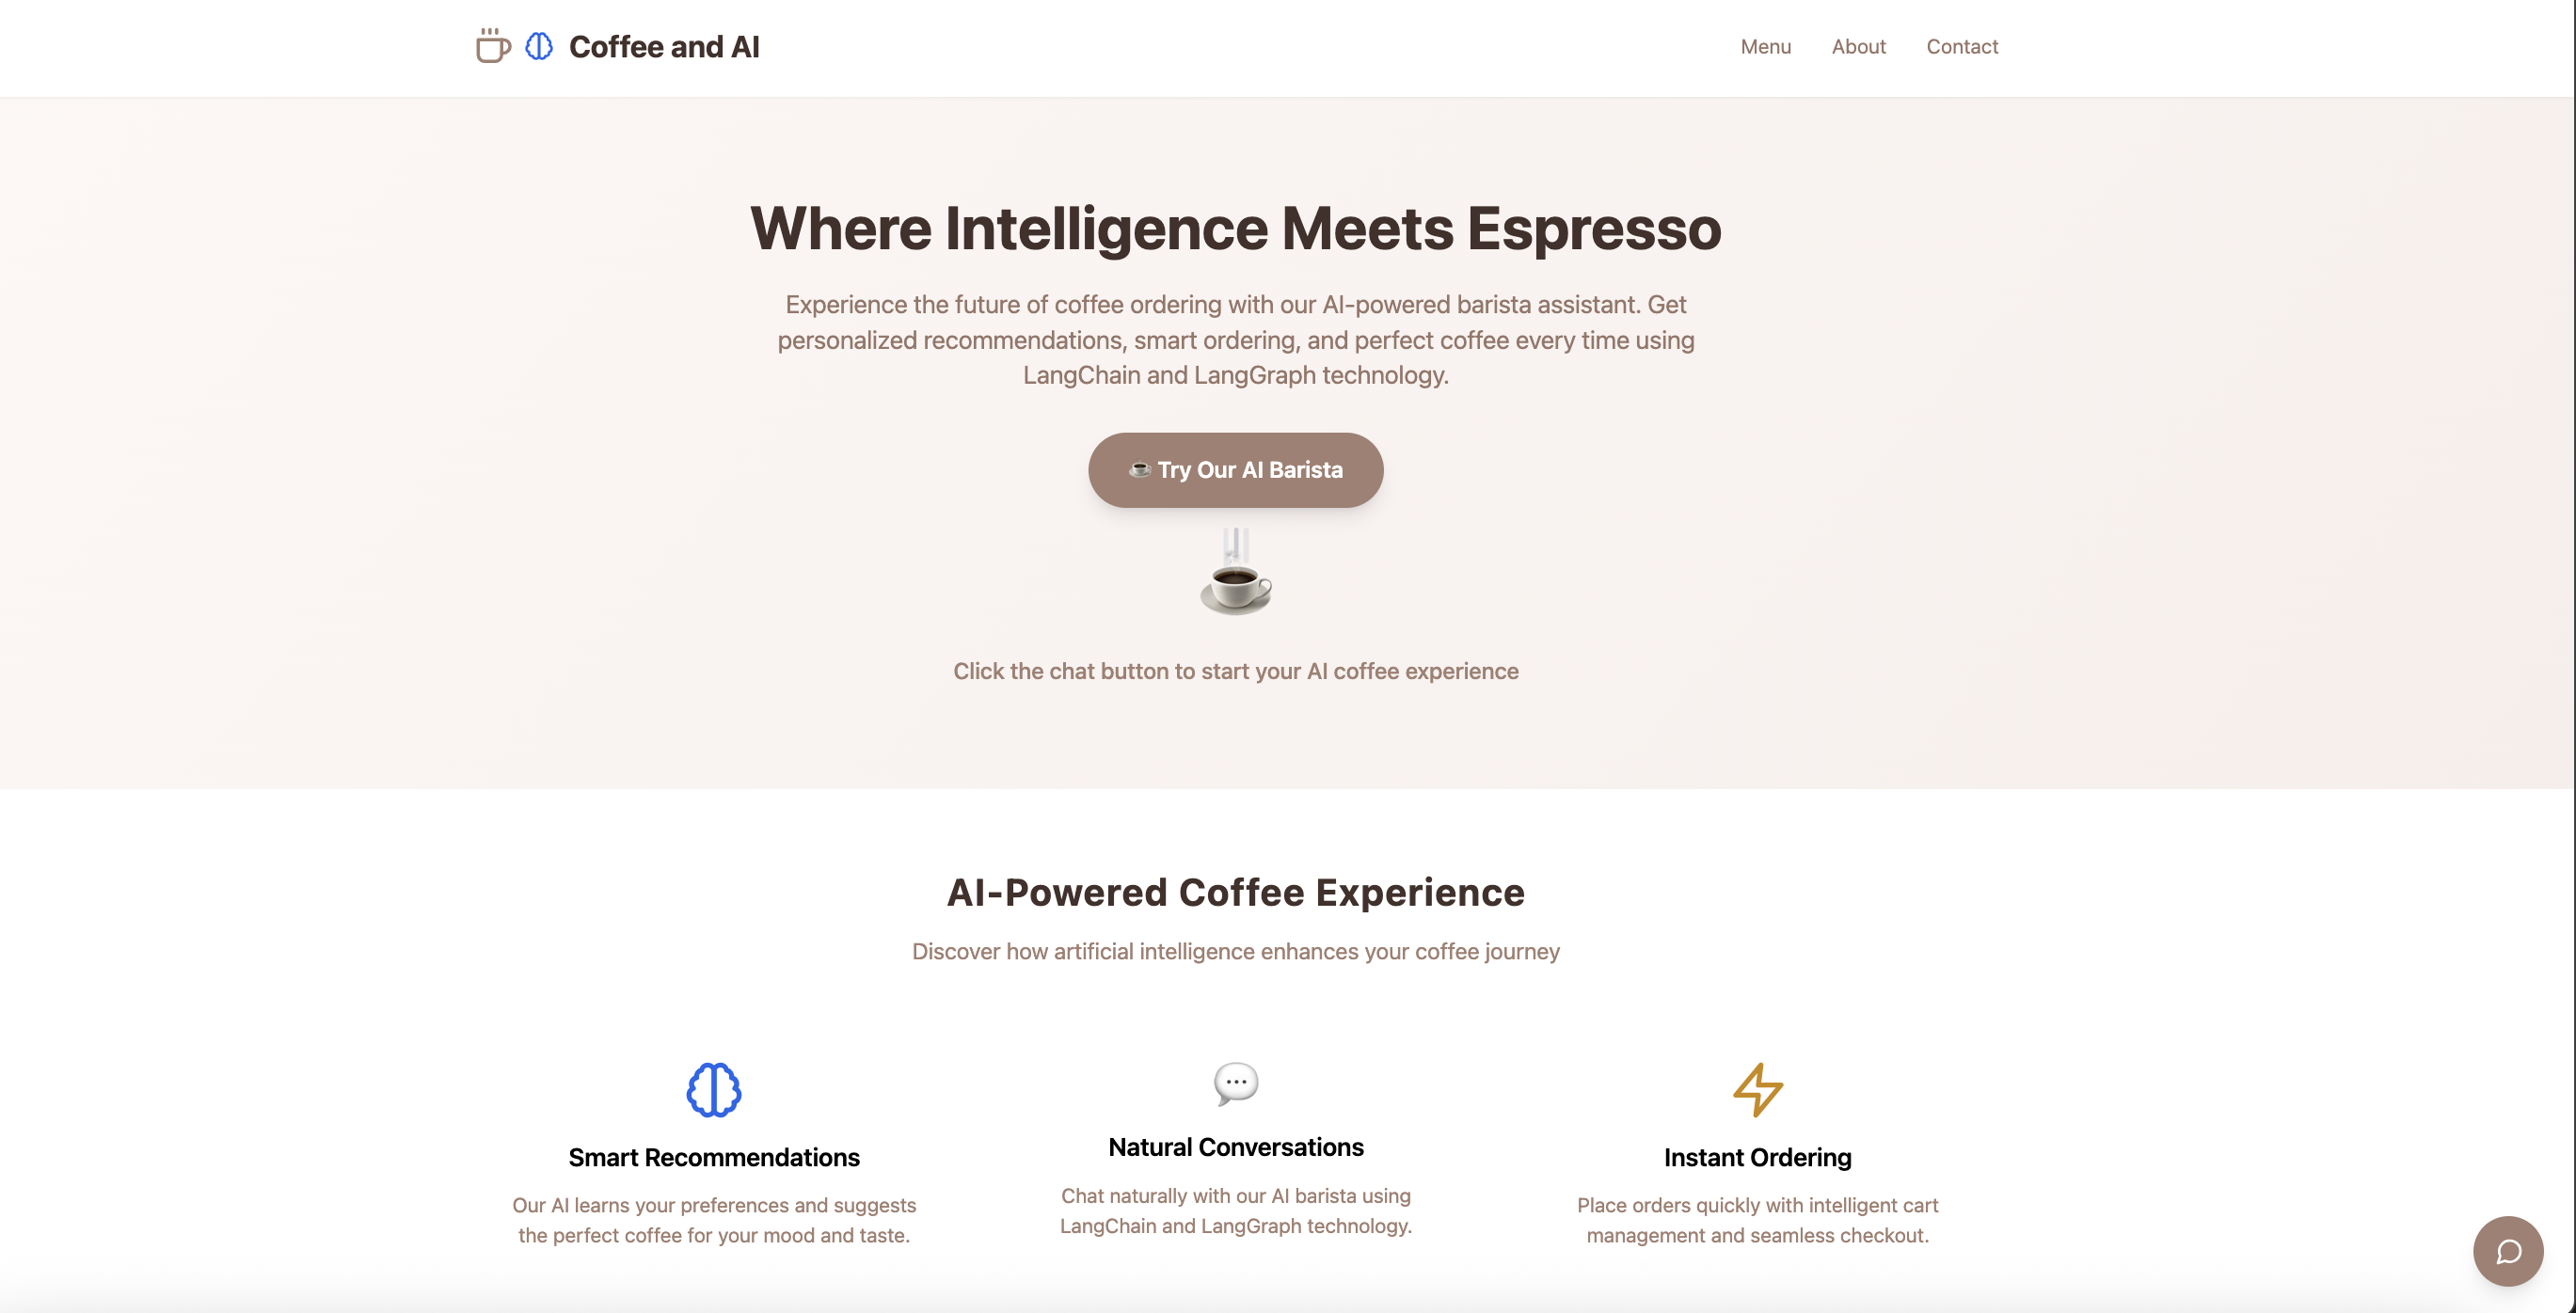 Coffee and AI
Menu
About
Contact
Where Intelligence Meets Espresso
Experience the future of coffee ordering with our AI-powered barista assistant. Get
personalized recommendations, smart ordering, and perfect coffee every time using
LangChain and LangGraph technology.
Try Our AI Barista
Click the chat button to start your AI coffee experience
AI-Powered Coffee Experience
Discover how artificial intelligence enhances your coffee journey
Smart Recommendations
Our AI learns your preferences and suggests
the perfect coffee for your mood and taste.
Natural Conversations
Chat naturally with our AI barista using
LangChain and LangGraph technology.
Instant Ordering
Place orders quickly with intelligent cart
management and seamless checkout.